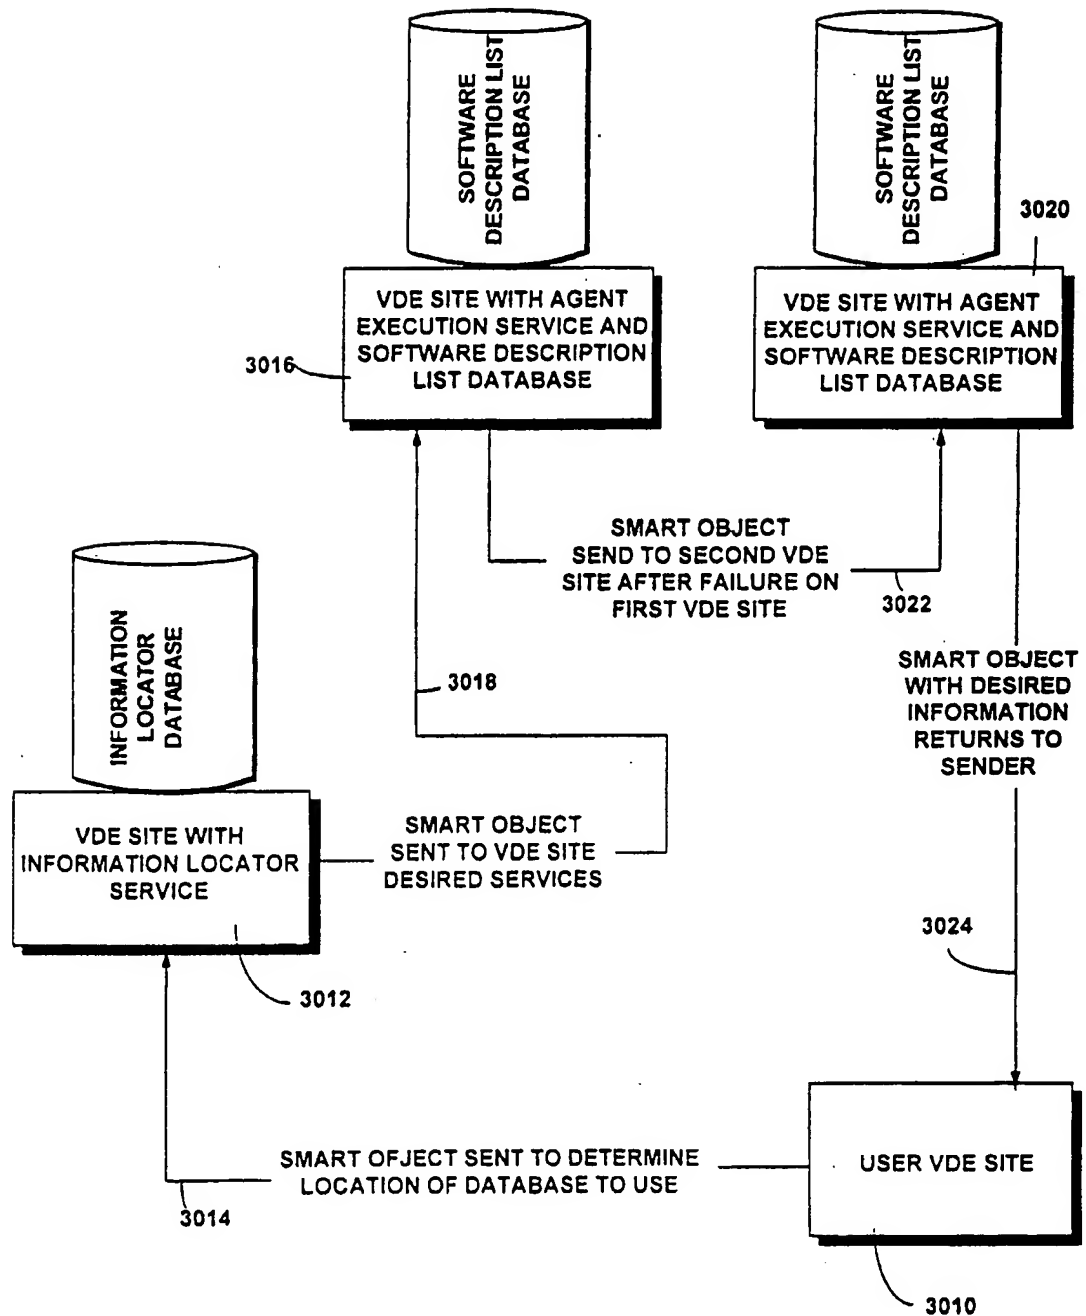 SOFTWARE
DESCRIPTION LIST
DATABASE
SOFTWARE
DESCRIPTION LIST
DATABASE
3020
VDE SITE WITH AGENT
EXECUTION SERVICE AND
SOFTWARE DESCRIPTION
LIST DATABASE
3016
VDE SITE WITH AGENT
EXECUTION SERVICE AND
SOFTWARE DESCRIPTION
LIST DATABASE
SMART OBJECT
SEND TO SECOND VDE
SITE AFTER FAILURE ON
FIRST VDE SITE
3022
INFORMATION
LOCATOR
DATABASE
3018
SMART OBJECT
WITH DESIRED
INFORMATION
RETURNS TO
SENDER
VDE SITE WITH
INFORMATION LOCATOR
SERVICE
SMART OBJECT
SENT TO VDE SITE
DESIRED SERVICES
3012
3024
SMART OFJECT SENT TO DETERMINE
LOCATION OF DATABASE TO USE
3014
USER VDE SITE
3010